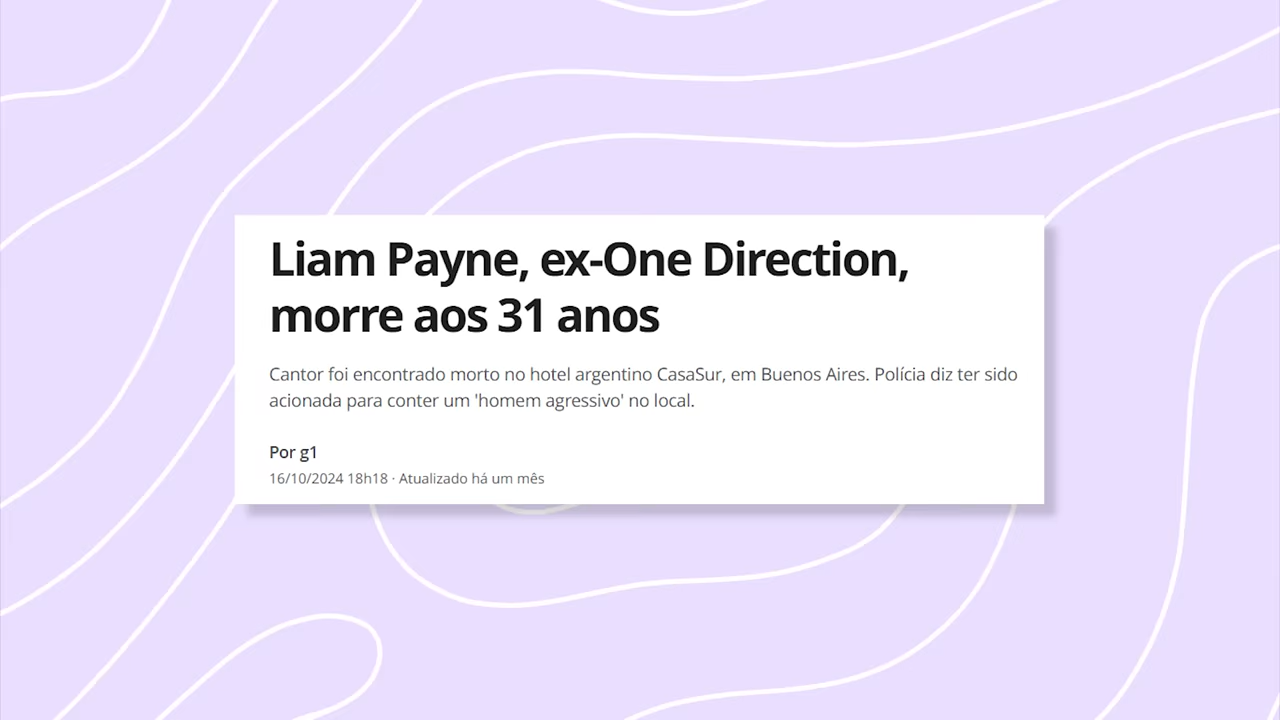 Liam Payne, ex-One Direction,
morre aos 31 anos
Cantor foi encontrado morto no hotel argentino CasaSur, em Buenos Aires. Polícia diz ter sido
acionada para conter um 'homem agressivo' no local.
Por g1
16/10/2024 18h18 · Atualizado há um mês